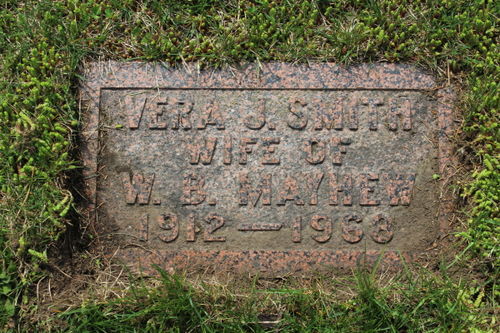 VERA J. SMITH
WIFE OF
W. B. MAYHEW
1912 — 1968